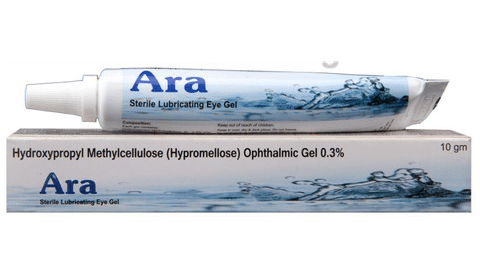 Ara
Sterile Lubricating Eye Gel
Composition:
Keep out of reach of children.
Hydroxypropyl Methylcellulose (Hypromellose) Ophthalmic Gel 0.3%
10 gm
Ara
Sterile Lubricating Eye Gel